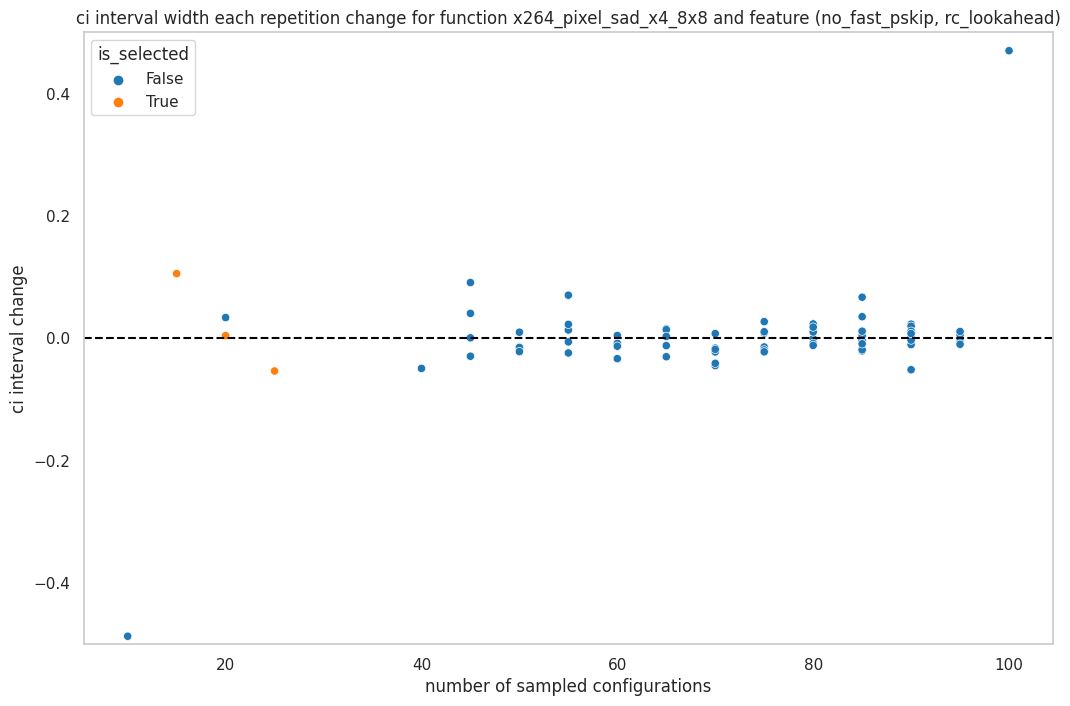 ci interval width each repetition change for function x264_pixel_sad_x4_8x8 and feature (no_fast_pskip, rc_lookahead)
is_selected
False
True
ci interval change
0.4
0.2
0.0
−0.2
−0.4
20
40
60
80
100
number of sampled configurations